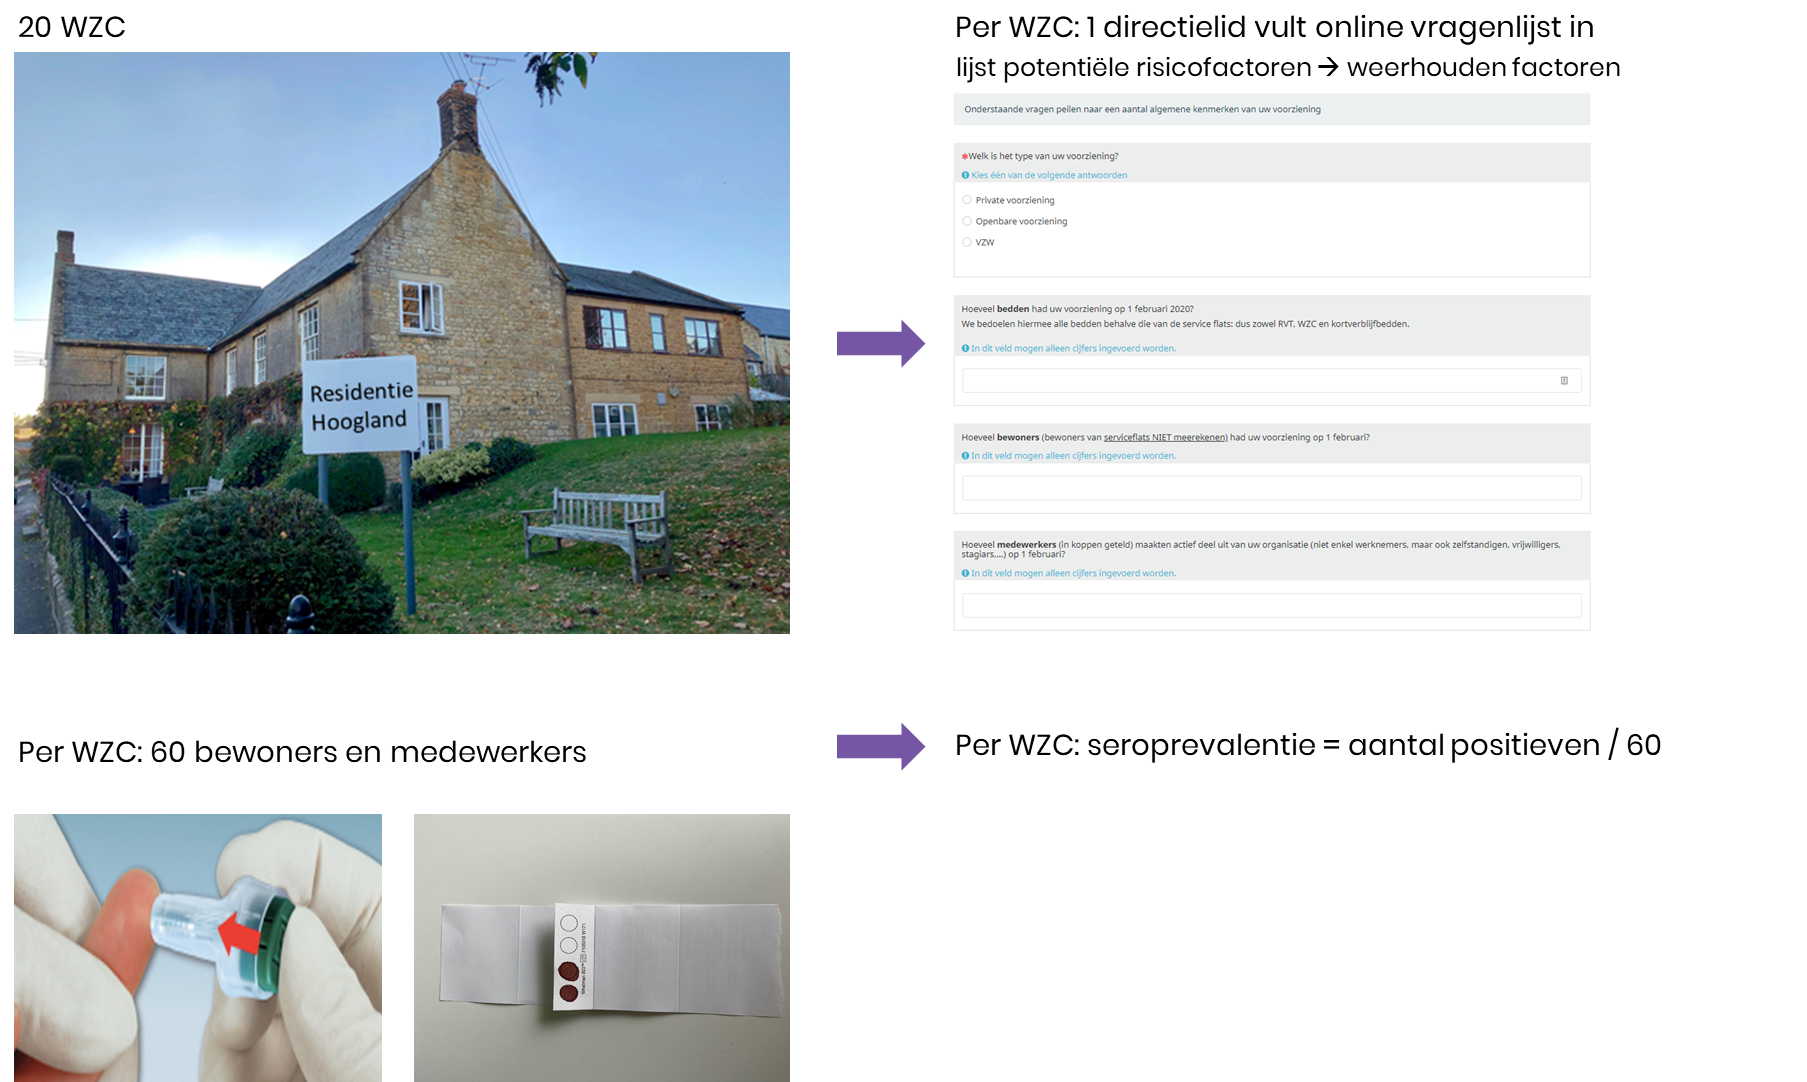 20 WZC
Residentie
Hoogland
Per WZC: 1 directielid vult online vragenlijst in
lijst potentiële risicofactoren → weerhouden factoren
Onderstaande vragen peilen naar een aantal algemene kenmerken van uw voorziening
*Welk is het type van uw voorziening?
Kies één van de volgende antwoorden
Private voorziening
Openbare voorziening
VZW
Hoeveel bedden had uw voorziening op 1 februari 2020?
We bedoelen hiermee alle bedden behalve die van de service flats: dus zowel RVT, WZC en kortverblijfbedden.
In dit veld mogen alleen cijfers ingevoerd worden.
Hoeveel bewoners (bewoners van serviceflats NIET meerekenen) had uw voorziening op 1 februari?
In dit veld mogen alleen cijfers ingevoerd worden.
Hoeveel medewerkers (in koppen geteld) maakten actief deel uit van uw organisatie (niet enkel werknemers, maar ook zelfstandigen, vrijwilligers,
stagiars,...) op 1 februari?
In dit veld mogen alleen cijfers ingevoerd worden.
Per WZC: 60 bewoners en medewerkers
Per WZC: seroprevalentie = aantal positieven / 60